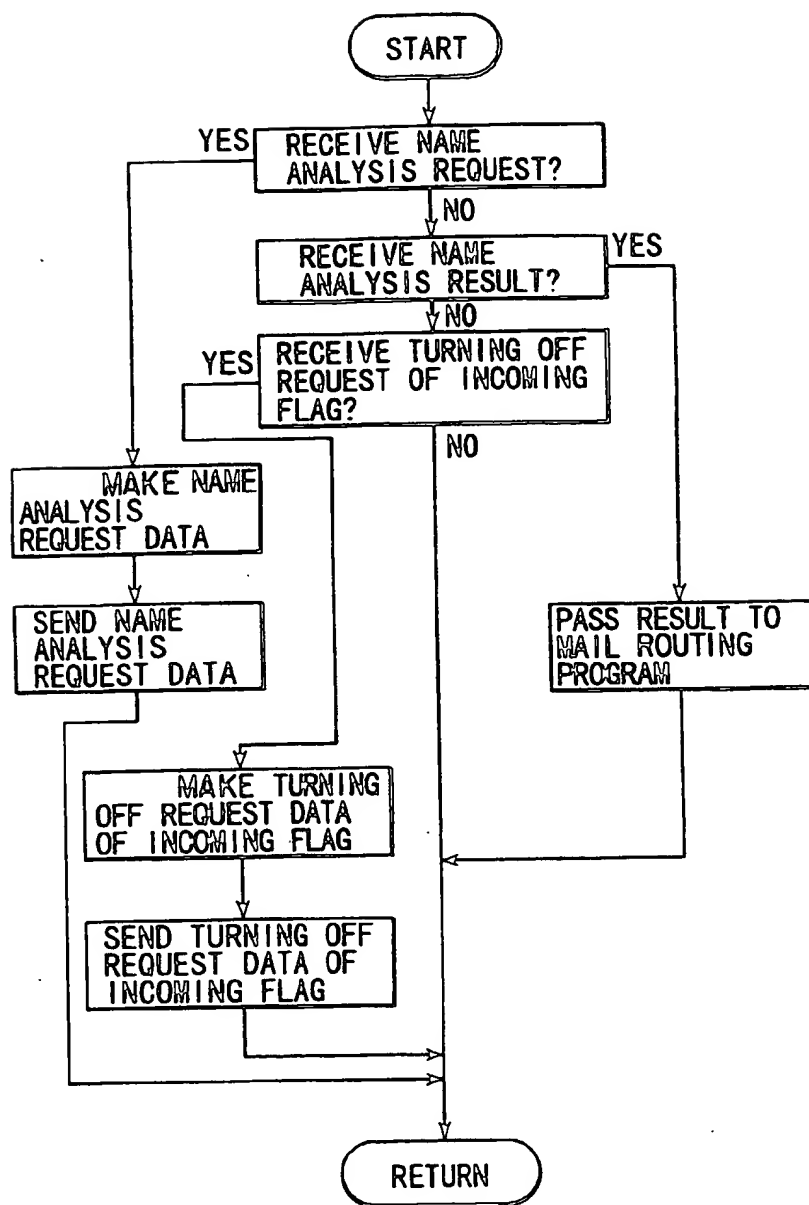 START
YES
RECEIVE NAME
ANALYSIS REQUEST?
NO
RECEIVE NAME
ANALYSIS RESULT?
YES
NO
YES
RECEIVE TURNING OFF
REQUEST OF INCOMING
FLAG?
NO
MAKE NAME
ANALYSIS
REQUEST DATA
SEND NAME
ANALYSIS
REQUEST DATA
PASS RESULT TO
MAIL ROUTING
PROGRAM
MAKE TURNING
OFF REQUEST DATA
OF INCOMING FLAG
SEND TURNING OFF
REQUEST DATA OF
INCOMING FLAG
RETURN